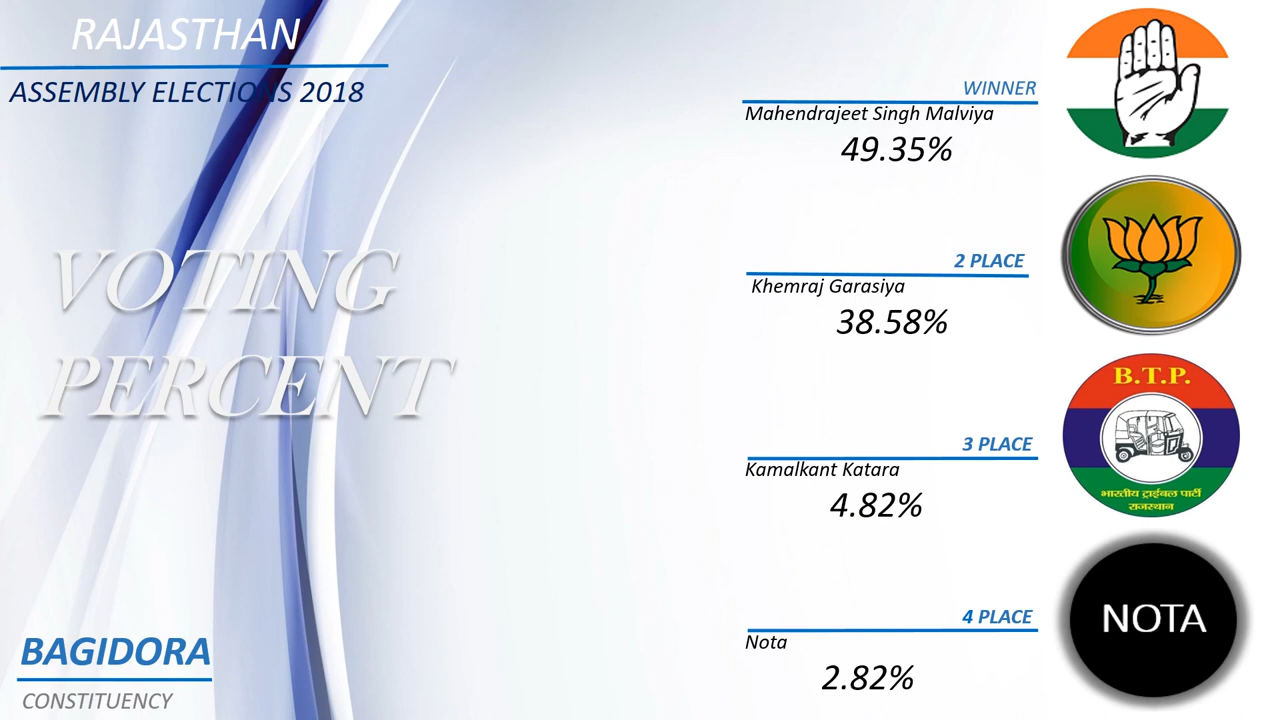 RAJASTHAN
ASSEMBLY ELECTIONS 2018
VOTING
PERCENT
BAGIDORA
CONSTITUENCY
WINNER
Mahendrajeet Singh Malviya
49.35%
2 PLACE
Khemraj Garasiya
38.58%
3 PLACE
Kamalkant Katara
4.82%
B.T.P.
भारतीय ट्राईबल पार्टी
राजस्थान
4 PLACE
Nota
2.82%
NOTA